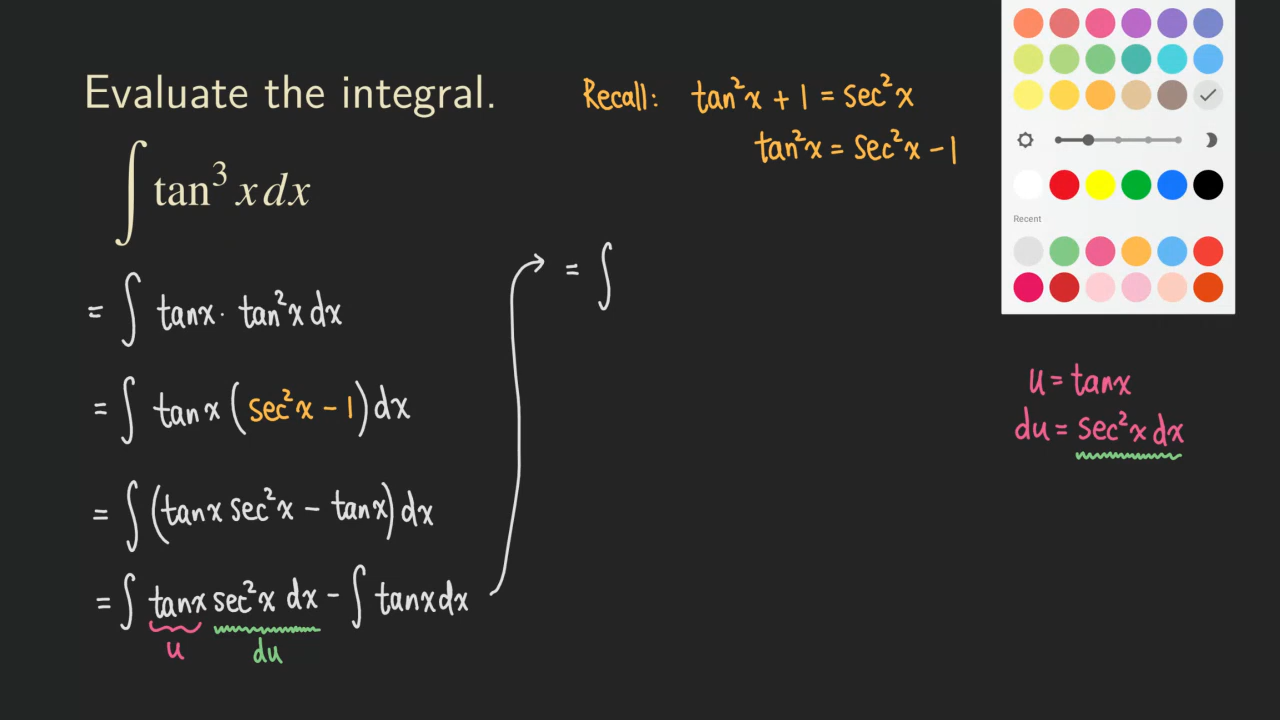 Evaluate the integral.
∫ tan³ x dx
= ∫ tanx · tan²x dx
= ∫ tanx (sec²x − 1) dx
= ∫ (tanx sec²x − tanx) dx
= ∫ tanx sec²x dx − ∫ tanx dx
u du
Recall: tan²x + 1 = sec²x
tan²x = sec²x − 1
= ∫
Recent
u = tanx
du = sec²x dx